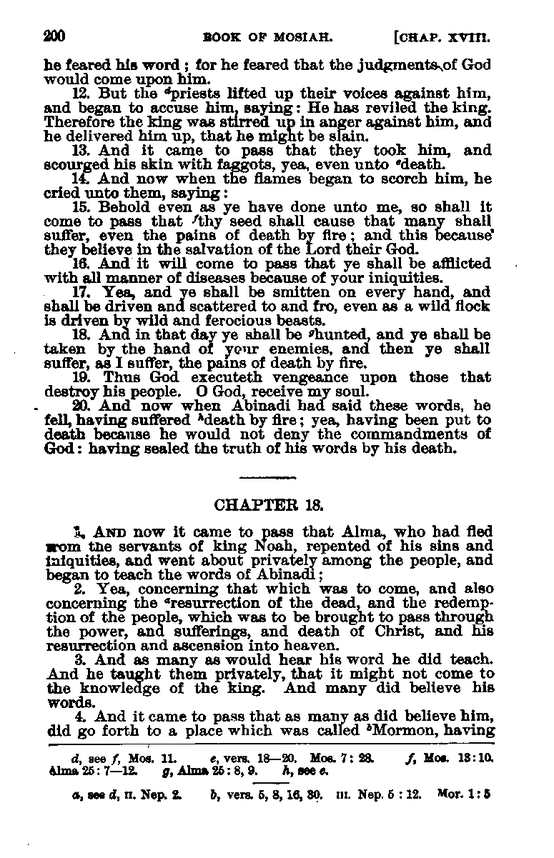 200 BOOK OF MOSIAH. [CHAP. XVIII.
he feared his word ; for he feared that the judgments of God
would come upon him.
12. But the dpriests lifted up their voices against him,
and began to accuse him, saying : He has reviled the king.
Therefore the king was stirred up in anger against him, and
he delivered him up, that he might be slain.
13. And it came to pass that they took him, and
scourged his skin with faggots, yea, even unto edeath.
14. And now when the flames began to scorch him, he
cried unto them, saying :
15. Behold even as ye have done unto me, so shall it
come to pass that fthy seed shall cause that many shall
suffer, even the pains of death by fire ; and this because
they believe in the salvation of the Lord their God.
16. And it will come to pass that ye shall be afflicted
with all manner of diseases because of your iniquities.
17. Yea, and ye shall be smitten on every hand, and
shall be driven and scattered to and fro, even as a wild flock
is driven by wild and ferocious beasts.
18. And in that day ye shall be ghunted, and ye shall be
taken by the hand of your enemies, and then ye shall
suffer, as I suffer, the pains of death by fire.
19. Thus God executeth vengeance upon those that
destroy his people. O God, receive my soul.
20. And now when Abinadi had said these words, he
fell, having suffered hdeath by fire ; yea, having been put to
death because he would not deny the commandments of
God : having sealed the truth of his words by his death.
CHAPTER 18.
1. AND now it came to pass that Alma, who had fled
from the servants of king Noah, repented of his sins and
iniquities, and went about privately among the people, and
began to teach the words of Abinadi ;
2. Yea, concerning that which was to come, and also
concerning the aresurrection of the dead, and the redemp-
tion of the people, which was to be brought to pass through
the power, and sufferings, and death of Christ, and his
resurrection and ascension into heaven.
3. And as many as would hear his word he did teach.
And he taught them privately, that it might not come to
the knowledge of the king. And many did believe his
words.
4. And it came to pass that as many as did believe him,
did go forth to a place which was called bMormon, having
d, see f, Mos. 11. e, vers. 18—20. Mos. 7 : 28. f, Mos. 13 : 10.
Alma 25 : 7—12. g, Alma 25 : 8, 9. h, see e.
a, see d, II. Nep. 2. b, vers. 5, 8, 16, 30. III. Nep. 5 : 12. Mor. 1 : 5